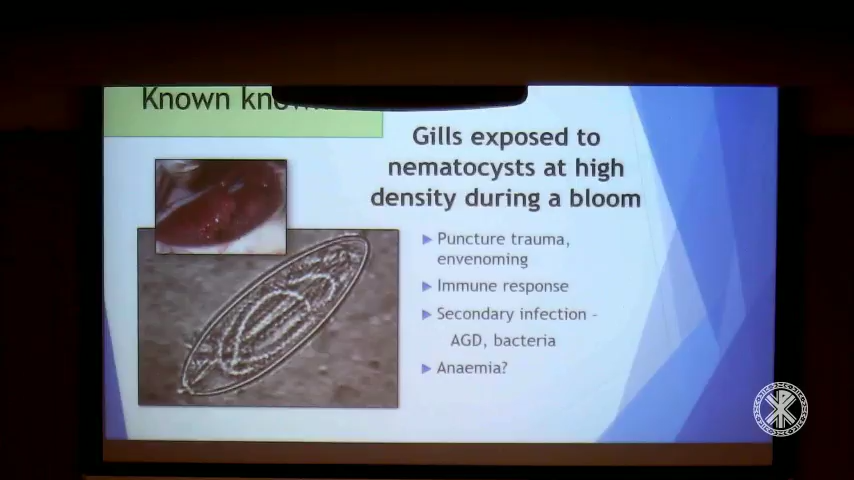 Known
Gills exposed to
nematocysts at high
density during a bloom
Puncture trauma,
envenoming
Immune response
Secondary infection -
AGD, bacteria
Anaemia?